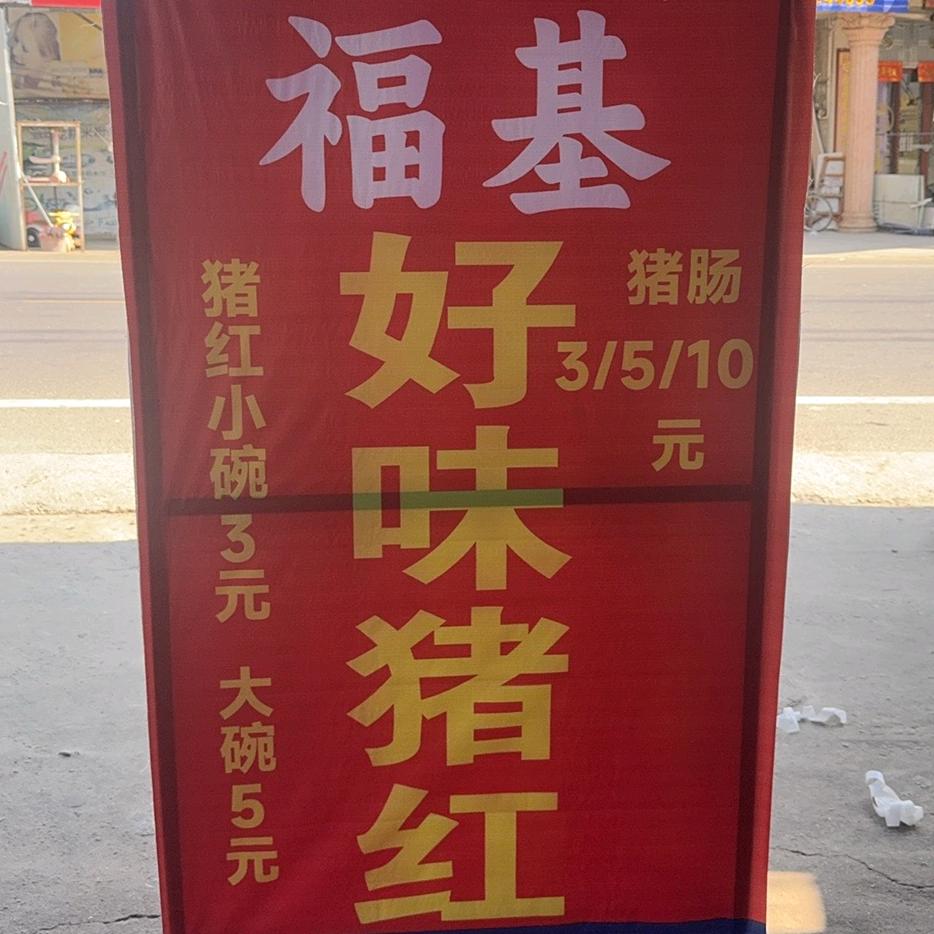 福基
好味猪红
猪红小碗3元 大碗5元
猪肠
3/5/10
元